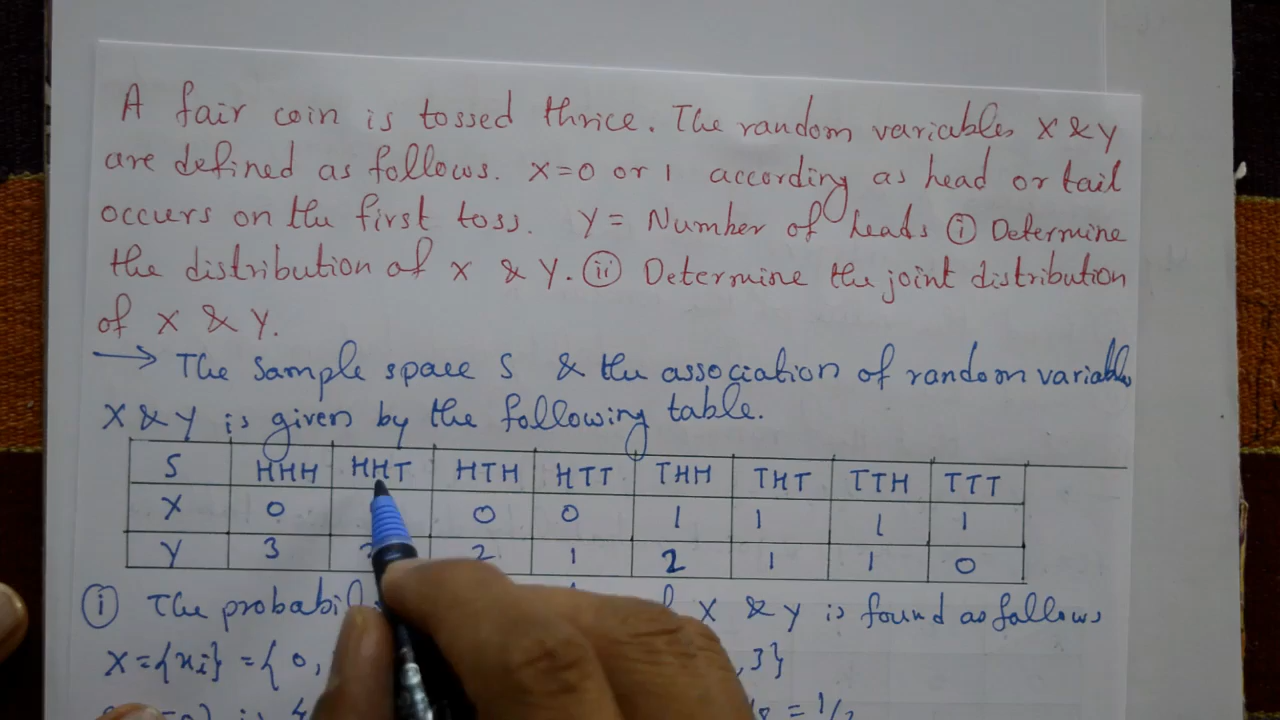 A fair coin is tossed thrice. The random variables X & Y
are defined as follows. X=0 or 1 according as head or tail
occurs on the first toss. Y= Number of heads (i) Determine
the distribution of X & Y. (ii) Determine the joint distribution
of X & Y.
→ The sample space S & the association of random variables
X & Y is given by the following table.
S HHH HHT HTH HTT THH THT TTH TTT
X 0 0 0 1 1 1 1
Y 3 2 1 2 1 1 0
(i) The X & Y is found as follows
X={xi} = {0, ,3}
= 1/2